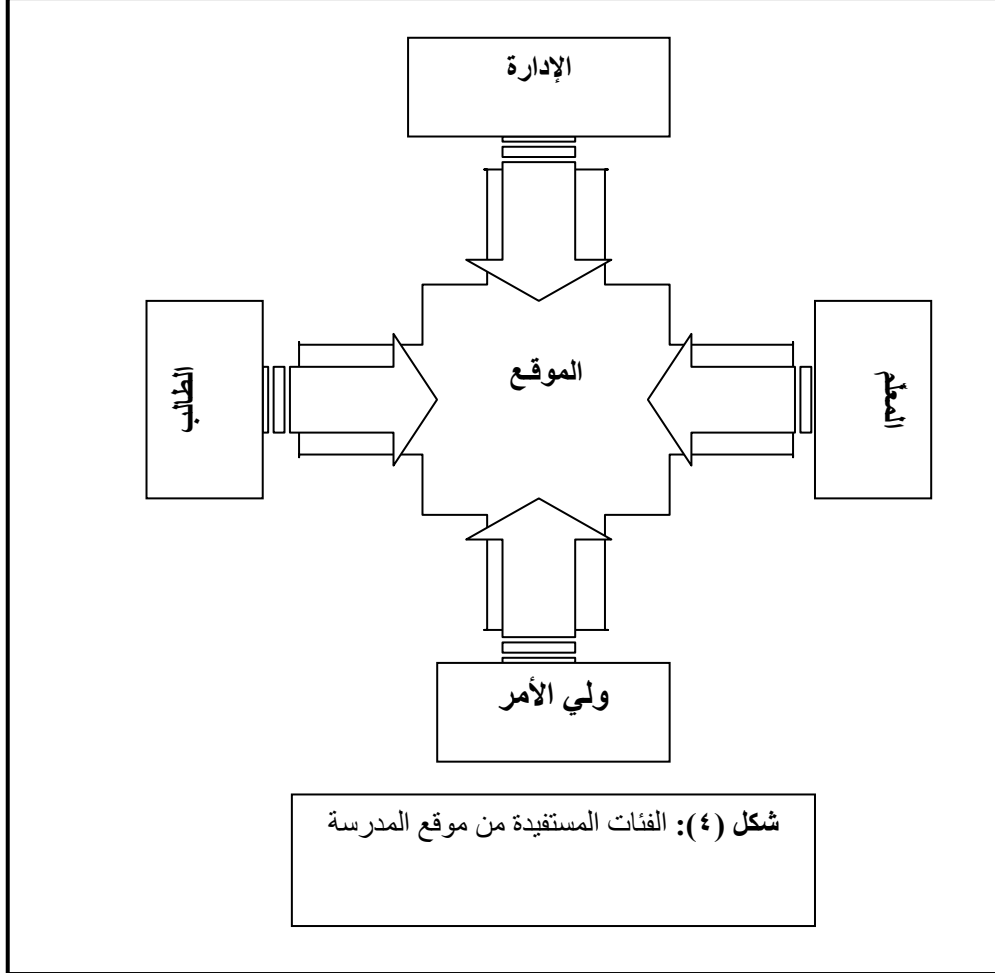 الإدارة
المعلم
الموقع
الطالب
ولي الأمر
شكل (٤): الفئات المستفيدة من موقع المدرسة